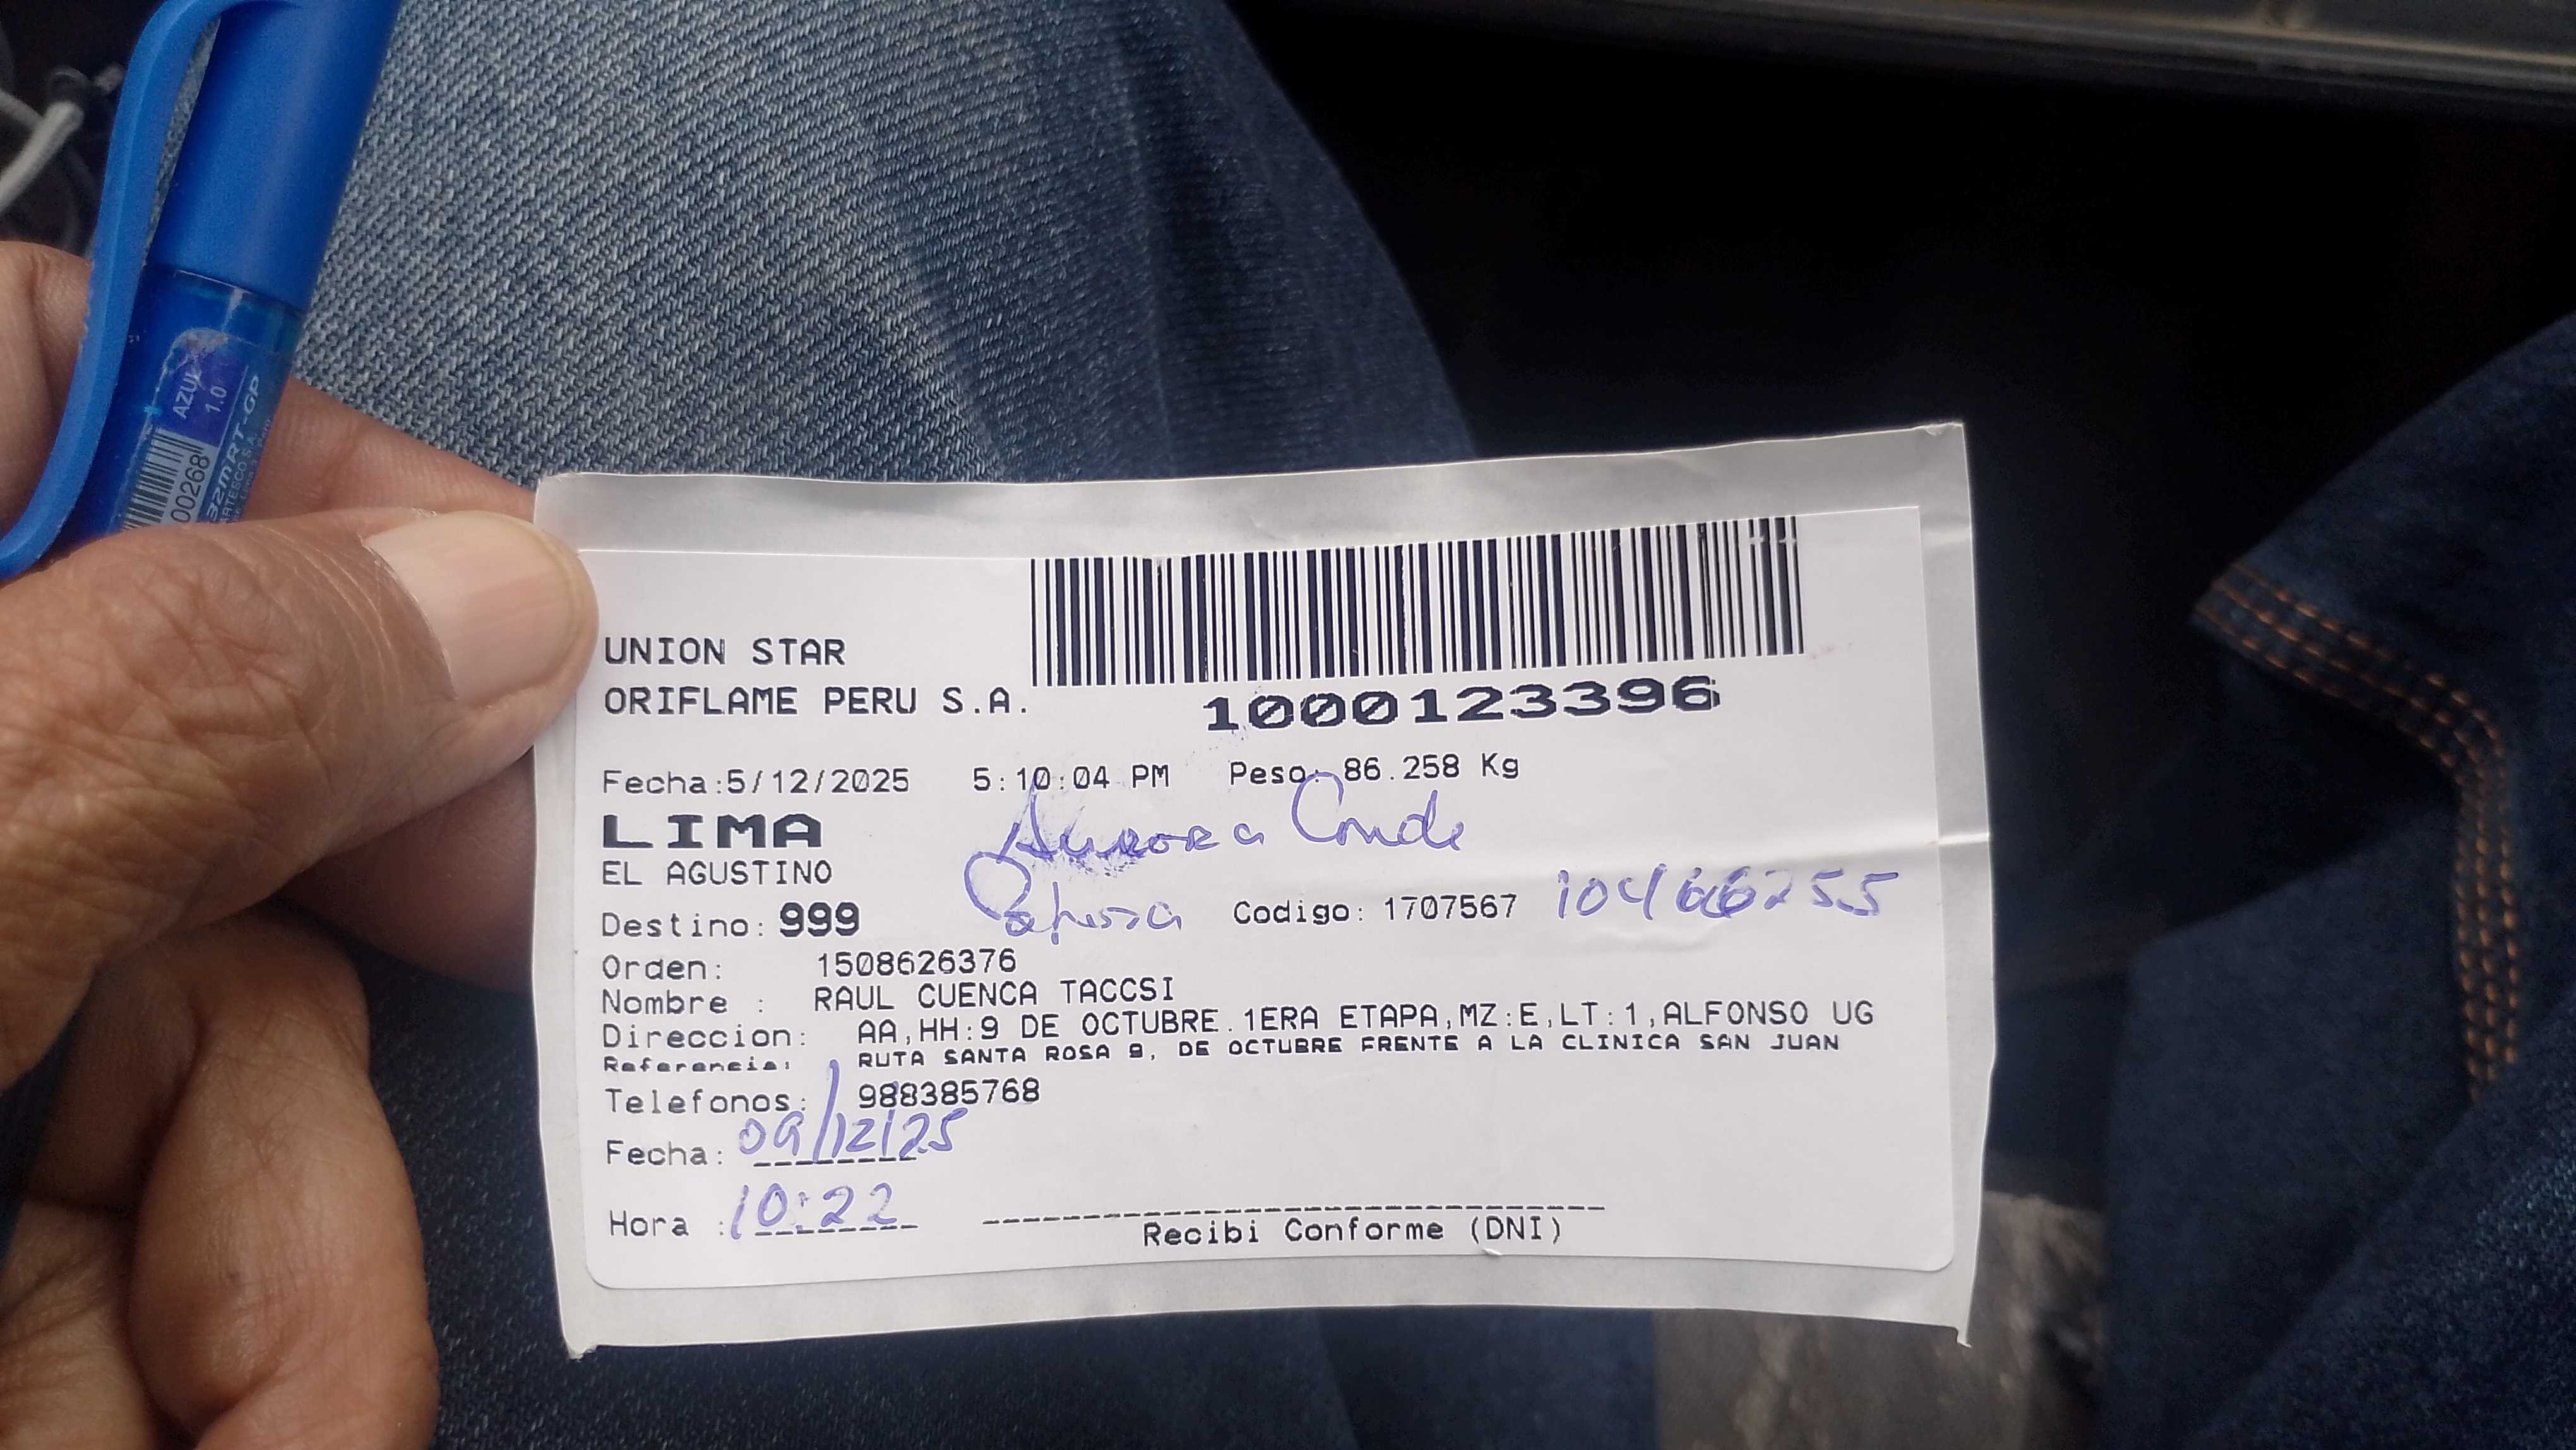 AZUL
1.0
00268
UNION STAR
ORIFLAME PERU S.A.
1000123396
Fecha:5/12/2025 5:10:04 PM Peso: 86.258 Kg
LIMA
Aurora Conde
EL AGUSTINO
Destino: 999 Codigo: 1707567
Orden: 1508626376
Nombre : RAUL CUENCA TACCSI
Direccion: AA,HH:9 DE OCTUBRE.1ERA ETAPA,MZ:E,LT:1,ALFONSO UG
Referencia: RUTA SANTA ROSA 9, DE OCTUBRE FRENTE A LA CLINICA SAN JUAN
Telefonos: 988385768
Fecha: 09/12/25
Hora : 10:22
Recibi Conforme (DNI)